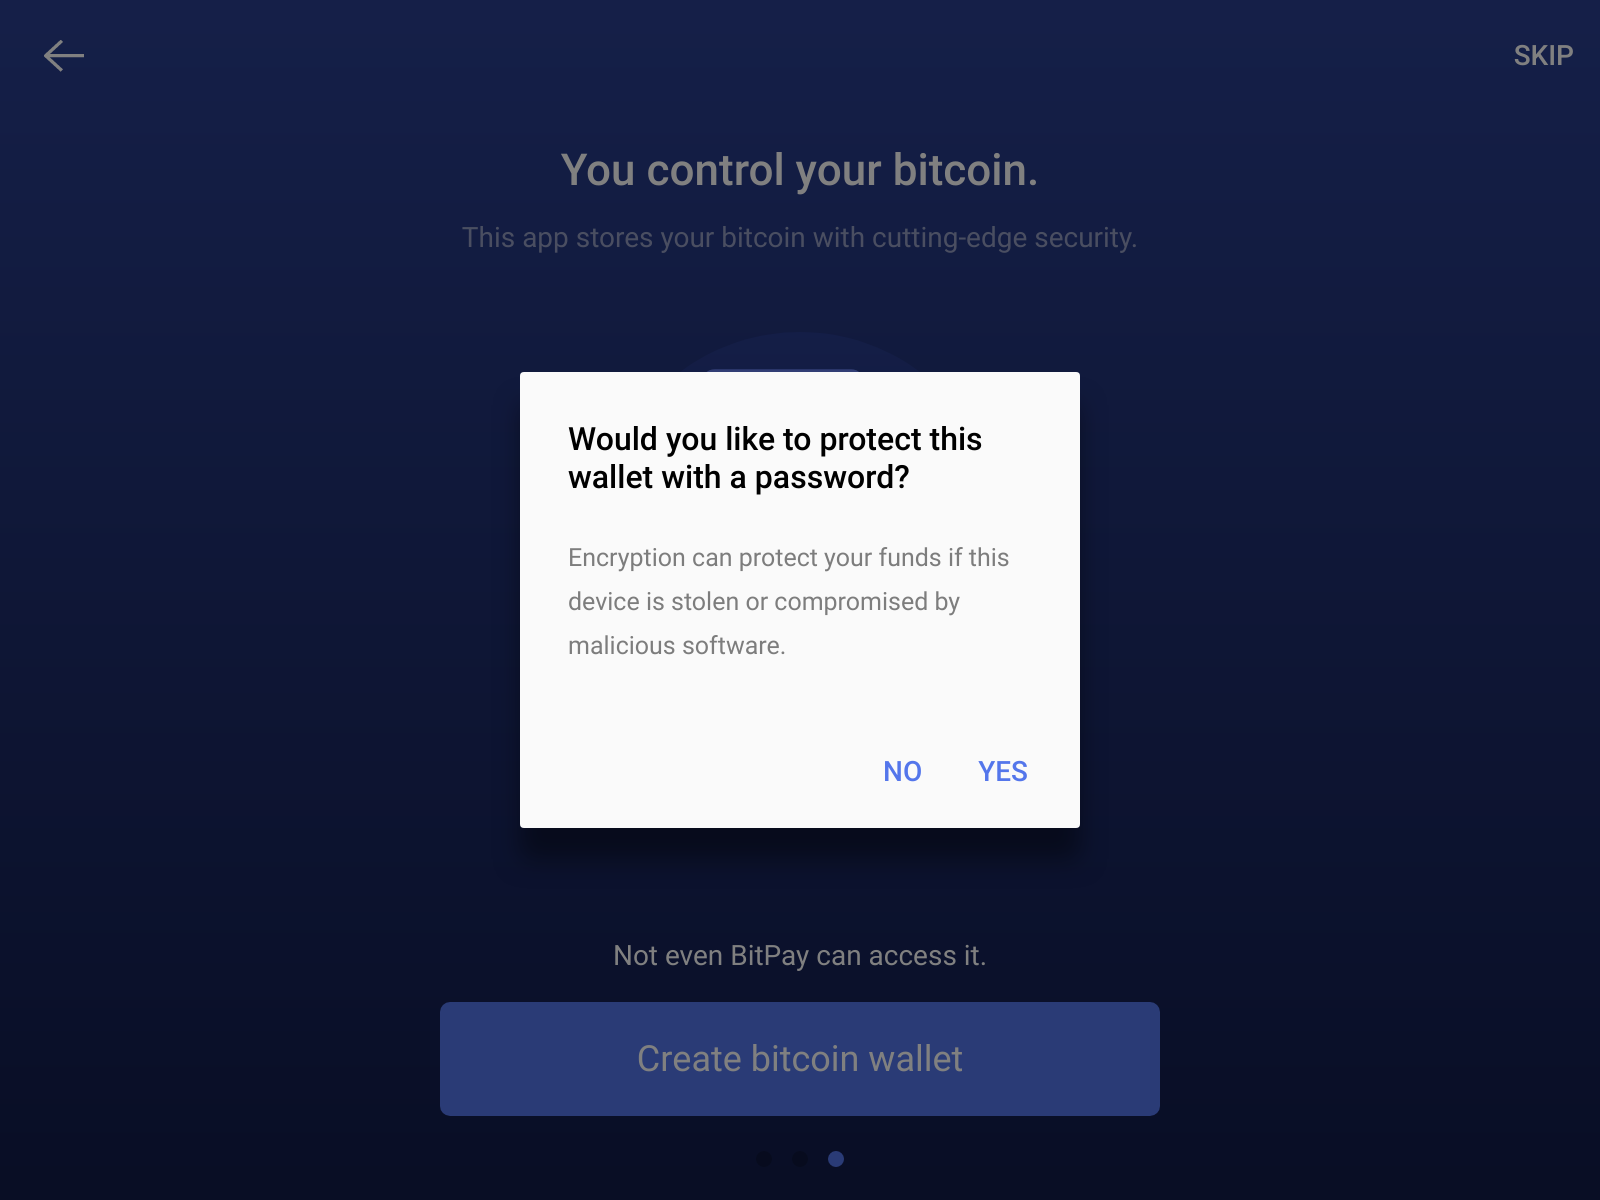 SKIP
You control your bitcoin.
This app stores your bitcoin with cutting-edge security.
Would you like to protect this
wallet with a password?
Encryption can protect your funds if this
device is stolen or compromised by
malicious software.
NO YES
Not even BitPay can access it.
Create bitcoin wallet